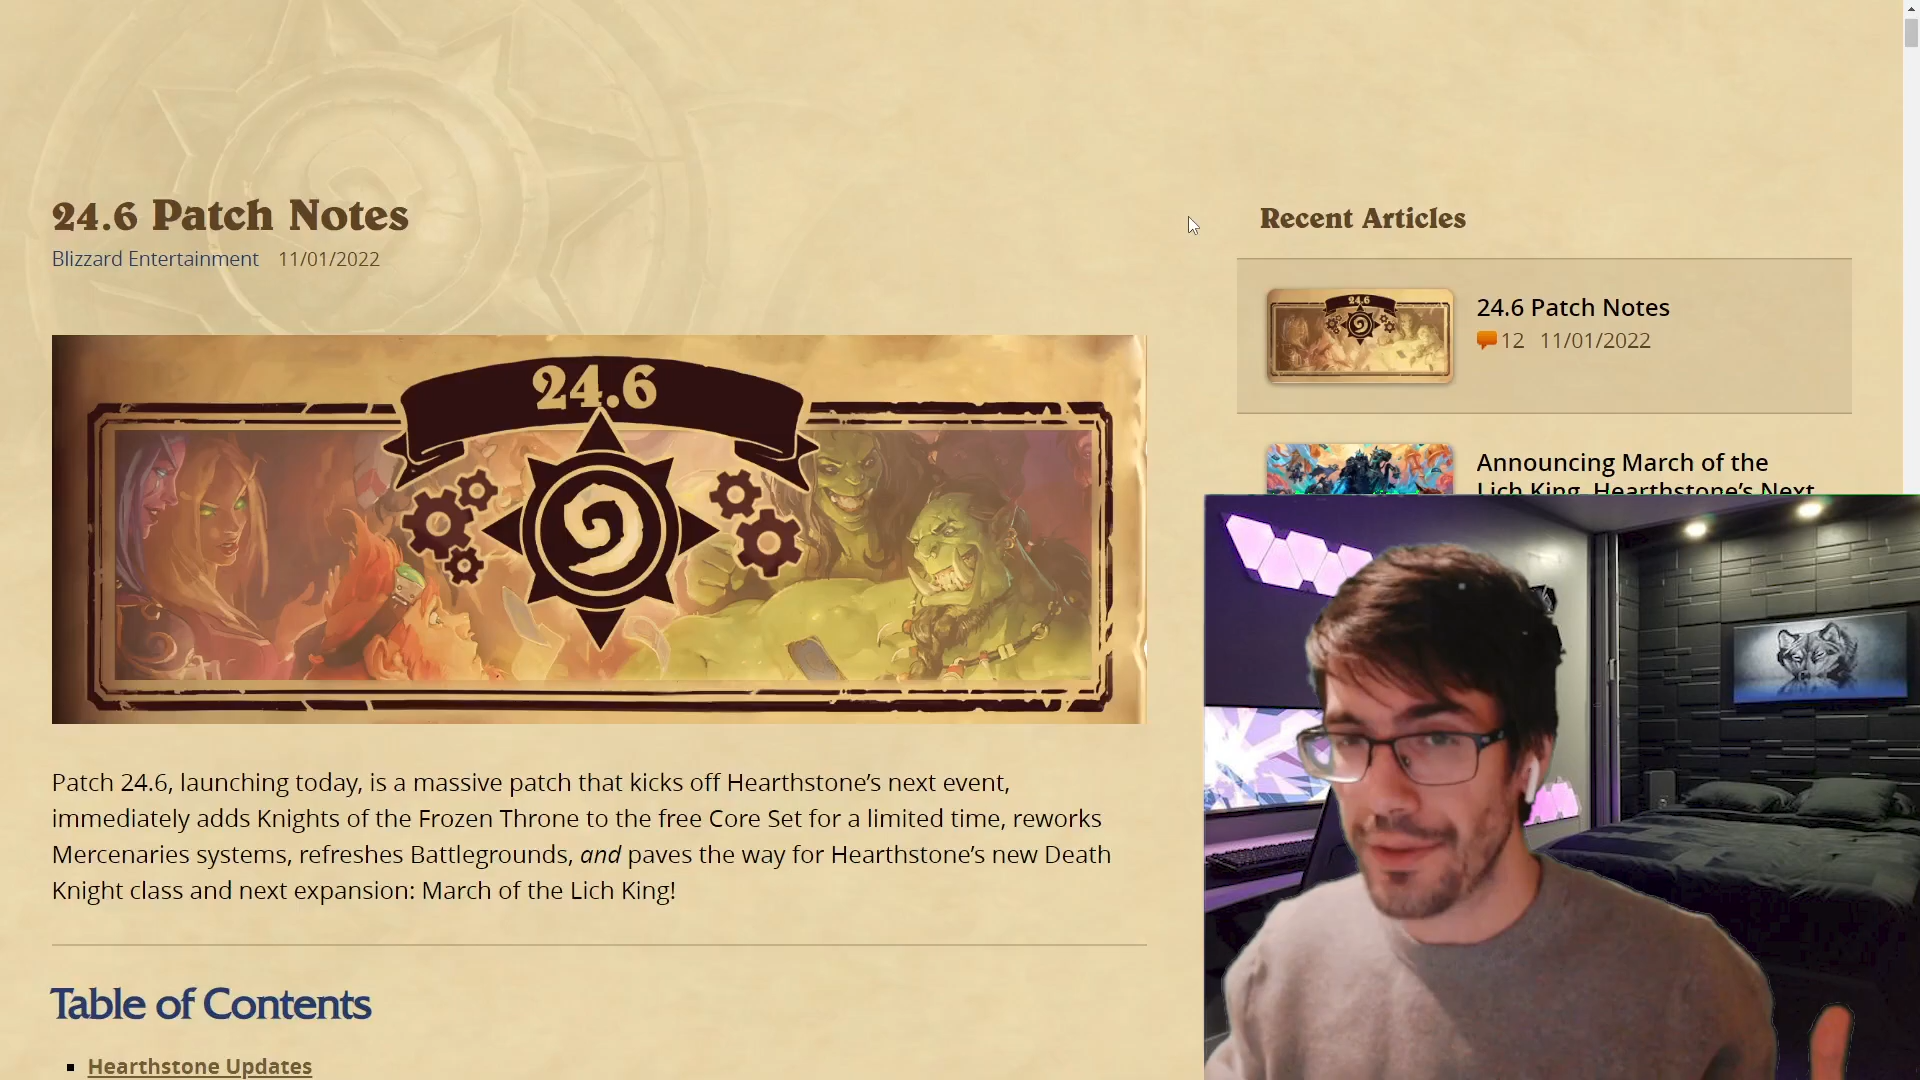 24.6 Patch Notes
Blizzard Entertainment 11/01/2022
24.6
Patch 24.6, launching today, is a massive patch that kicks off Hearthstone’s next event,
immediately adds Knights of the Frozen Throne to the free Core Set for a limited time, reworks
Mercenaries systems, refreshes Battlegrounds, and paves the way for Hearthstone’s new Death
Knight class and next expansion: March of the Lich King!
Table of Contents
Hearthstone Updates
Recent Articles
24.6
24.6 Patch Notes
12 11/01/2022
Announcing March of the
Lich King, Hearthstone’s Next